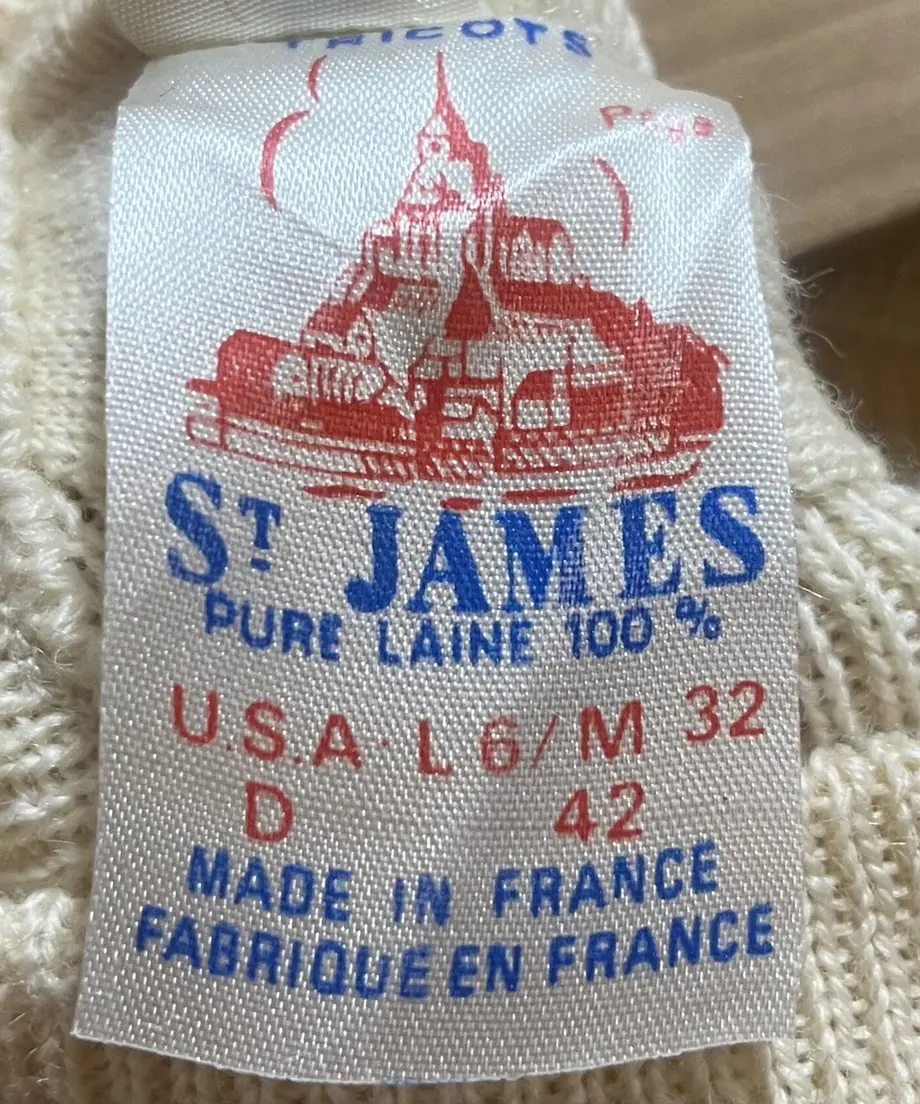 TRICOTS
St JAMES
PURE LAINE 100 %
U.S.A. L 6/M 32
D 42
MADE IN FRANCE
FABRIQUE EN FRANCE